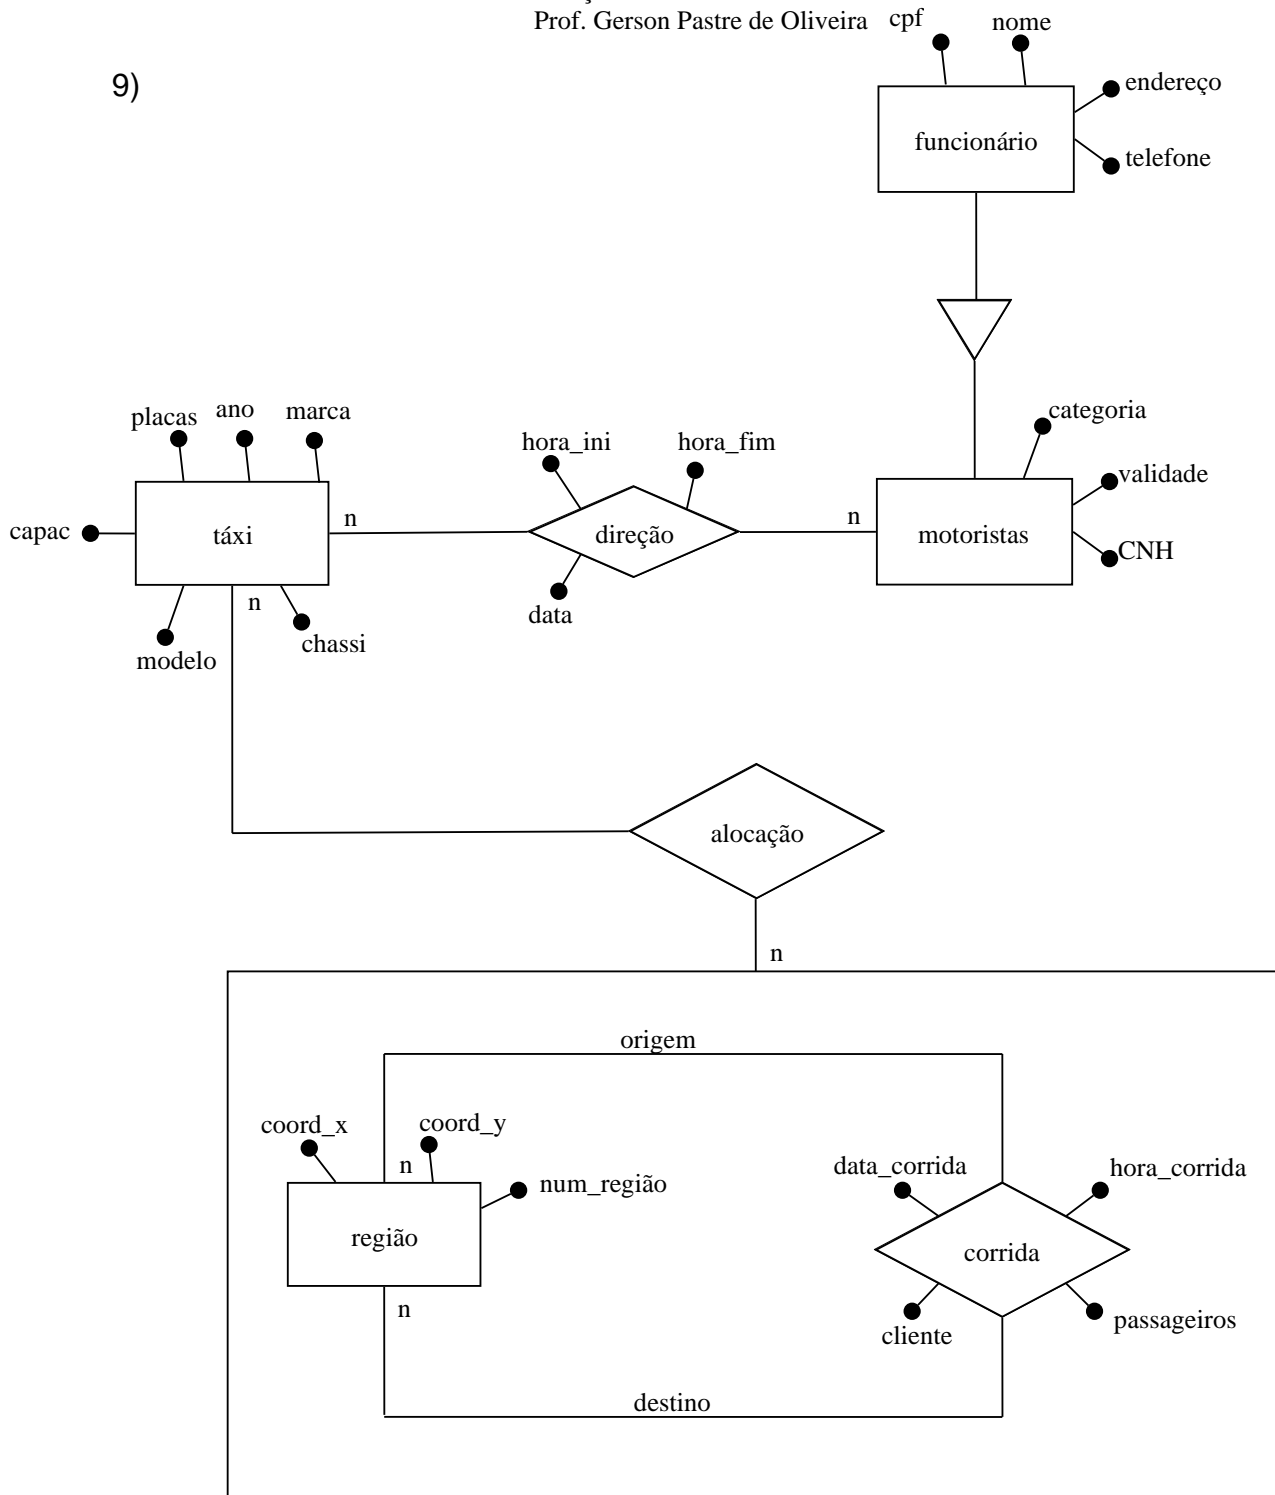 Prof. Gerson Pastre de Oliveira
cpf
nome
9)
endereço
funcionário
telefone
placas
ano
marca
categoria
hora_ini
hora_fim
validade
capac
táxi
n
direção
n
motoristas
CNH
n
data
chassi
modelo
alocação
n
origem
coord_x
coord_y
n
data_corrida
hora_corrida
num_região
região
corrida
n
cliente
passageiros
destino